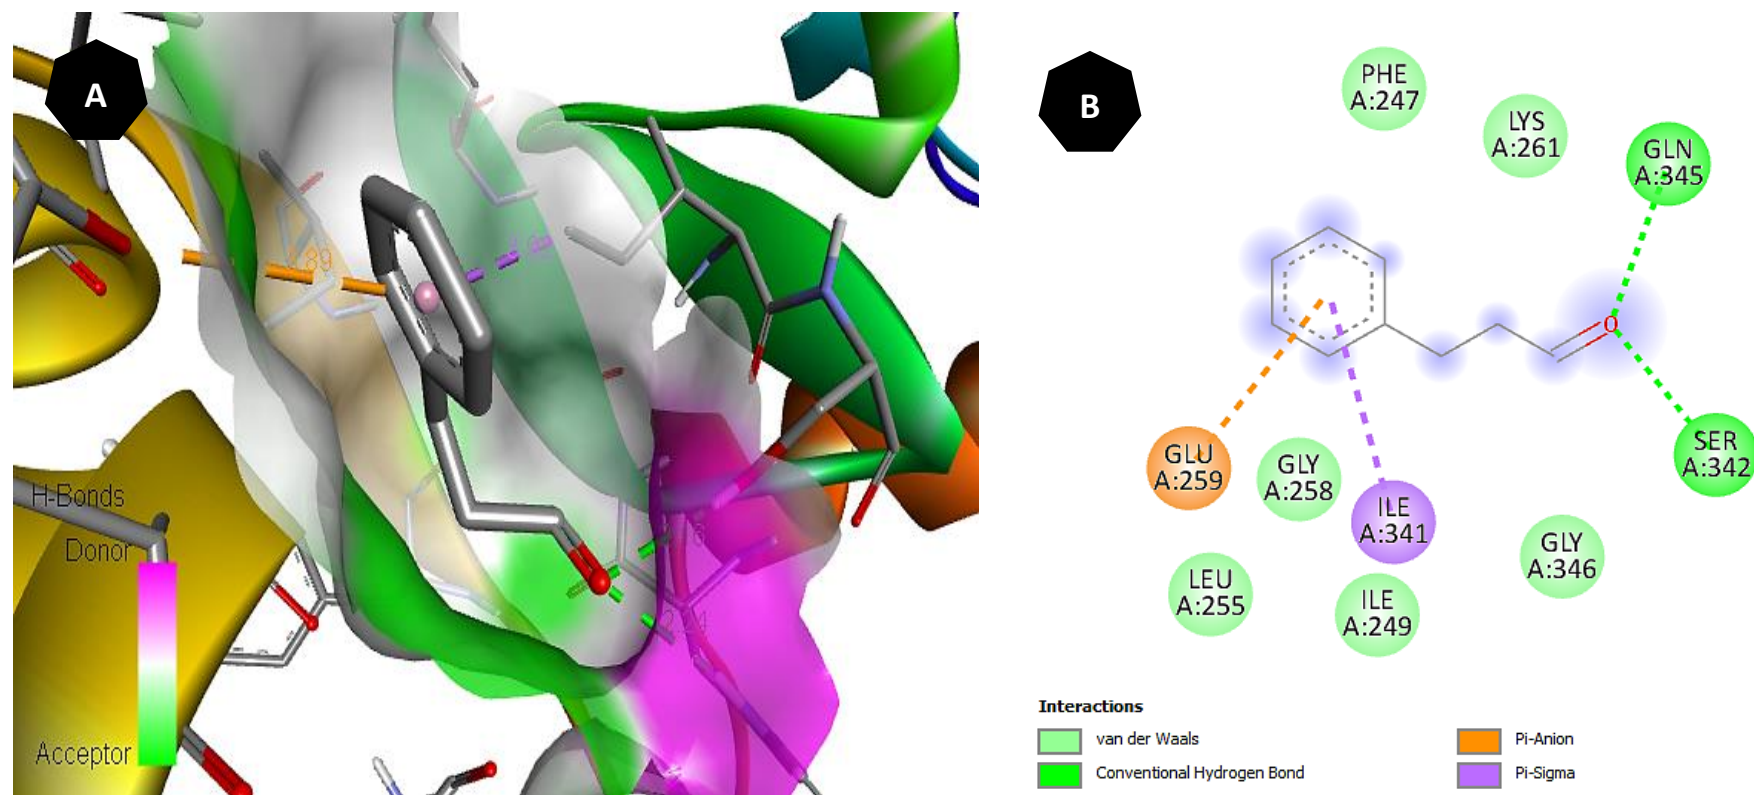 A
H-Bonds
Donor
Acceptor
B
PHE
A:247
LYS
A:261
GLN
A:345
O
GLU
A:259
GLY
A:258
ILE
A:341
SER
A:342
LEU
A:255
ILE
A:249
GLY
A:346
Interactions
van der Waals
Conventional Hydrogen Bond
Pi-Anion
Pi-Sigma